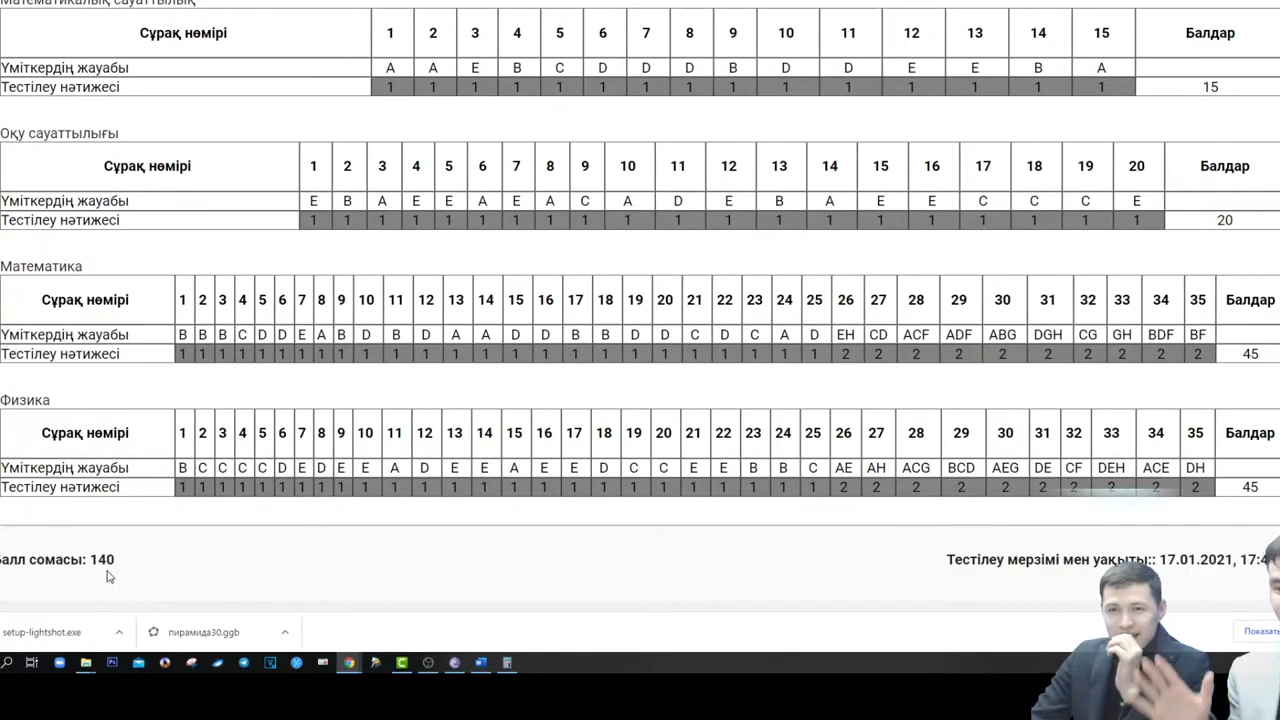 Математикалық сауаттылық
Сұрақ нөмірі 1 2 3 4 5 6 7 8 9 10 11 12 13 14 15 Балдар
Үміткердің жауабы A A E B C D D D B D D E E B A
Тестілеу нәтижесі 1 1 1 1 1 1 1 1 1 1 1 1 1 1 1 15
Оқу сауаттылығы
Сұрақ нөмірі 1 2 3 4 5 6 7 8 9 10 11 12 13 14 15 16 17 18 19 20 Балдар
Үміткердің жауабы E B A E E A E A C A D E B A E E C C C E
Тестілеу нәтижесі 1 1 1 1 1 1 1 1 1 1 1 1 1 1 1 1 1 1 1 1 20
Математика
Сұрақ нөмірі 1 2 3 4 5 6 7 8 9 10 11 12 13 14 15 16 17 18 19 20 21 22 23 24 25 26 27 28 29 30 31 32 33 34 35 Балдар
Үміткердің жауабы B B B C D D E A B D B D A A D D B B D D C D C A D EH CD ACF ADF ABG DGH CG GH BDF BF
Тестілеу нәтижесі 1 1 1 1 1 1 1 1 1 1 1 1 1 1 1 1 1 1 1 1 1 1 1 1 1 2 2 2 2 2 2 2 2 2 2 45
Физика
Сұрақ нөмірі 1 2 3 4 5 6 7 8 9 10 11 12 13 14 15 16 17 18 19 20 21 22 23 24 25 26 27 28 29 30 31 32 33 34 35 Балдар
Үміткердің жауабы B C C C C D E D E E A D E E A E E D C C E E B B C AE AH ACG BCD AEG DE CF DEH ACE DH
Тестілеу нәтижесі 1 1 1 1 1 1 1 1 1 1 1 1 1 1 1 1 1 1 1 1 1 1 1 1 1 2 2 2 2 2 2 2 2 2 2 45
Балл сомасы: 140 Тестілеу мерзімі мен уақыты:: 17.01.2021, 17:4
setup-lightshot.exe пирамида30.ggb Показать